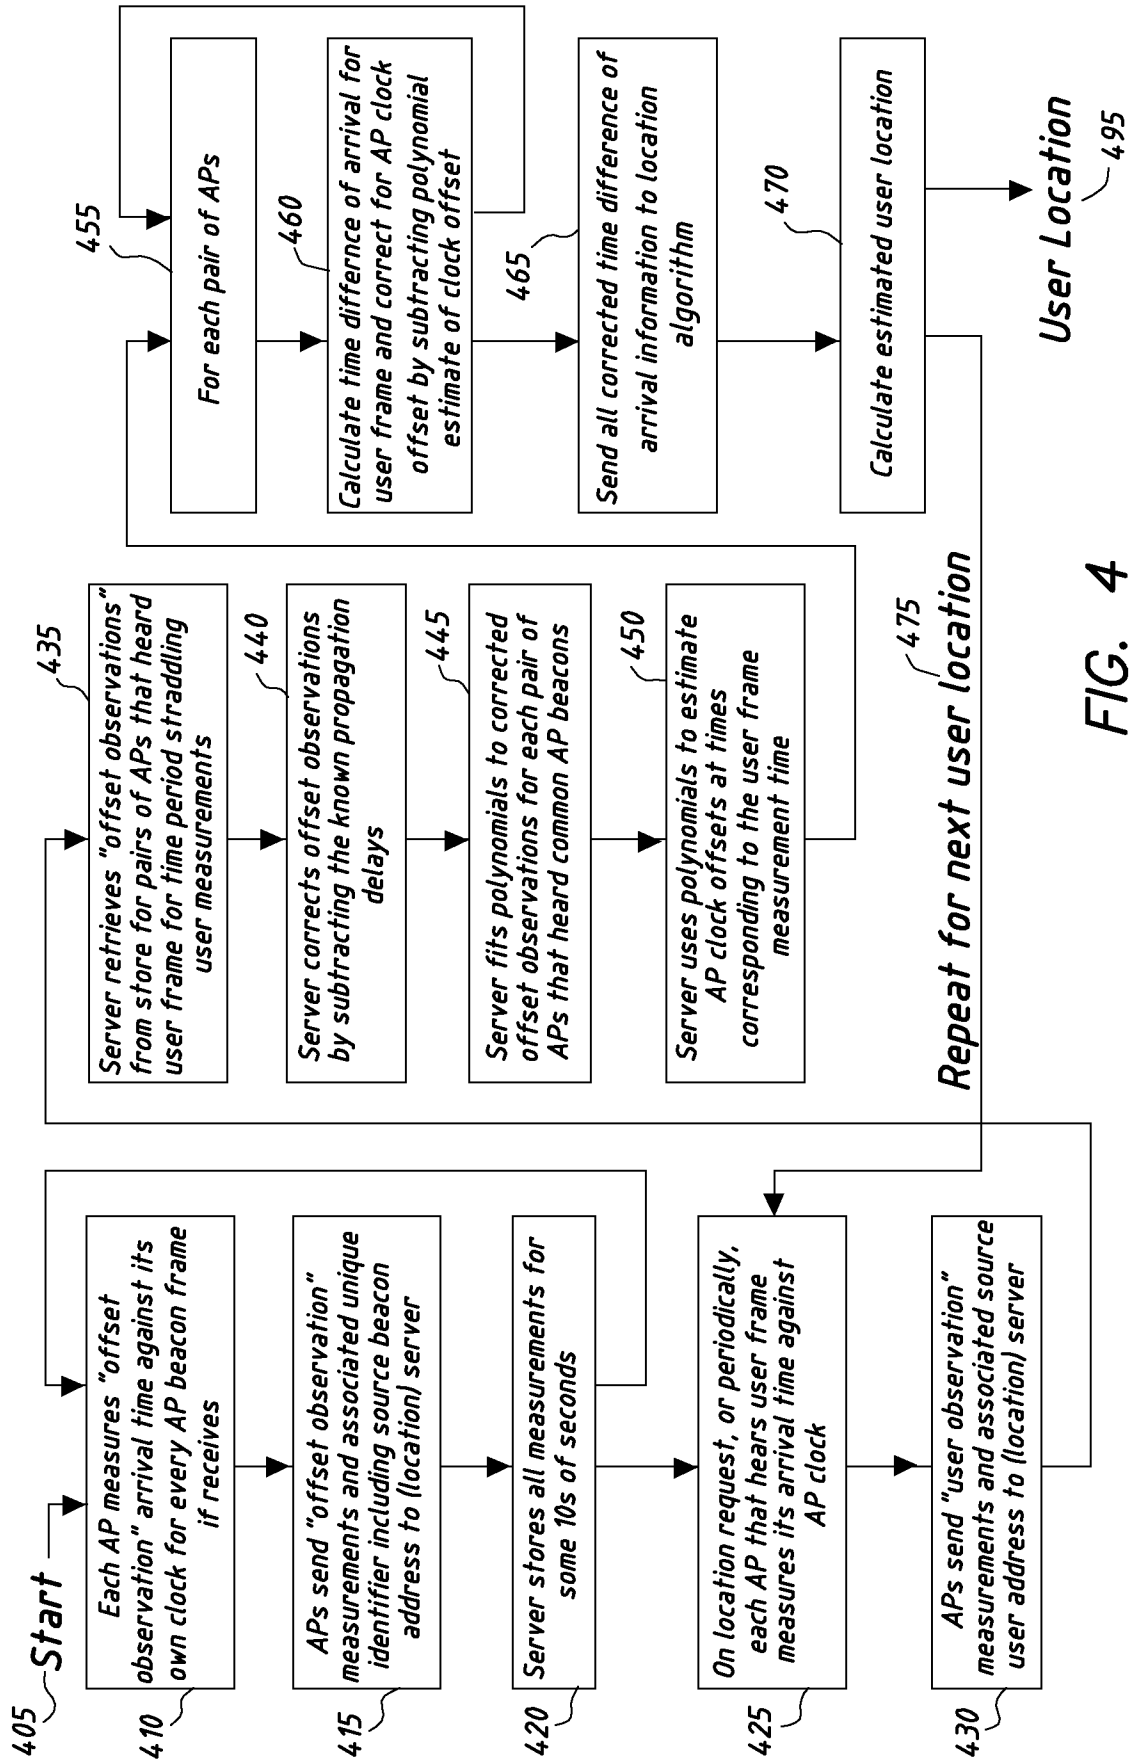 405
Start
410
Each AP measures "offset
observation" arrival time against its
own clock for every AP beacon frame
if receives
415
APs send "offset observation"
measurements and associated unique
identifier including source beacon
address to (location) server
420
Server stores all measurements for
some 10s of seconds
425
On location request, or periodically,
each AP that hears user frame
measures its arrival time against
AP clock
430
APs send "user observation"
measurements and associated source
user address to (location) server
435
Server retrieves "offset observations"
from store for pairs of APs that heard
user frame for time period straddling
user measurements
440
Server corrects offset observations
by subtracting the known propagation
delays
445
Server fits polynomials to corrected
offset observations for each pair of
APs that heard common AP beacons
450
Server uses polynomials to estimate
AP clock offsets at times
corresponding to the user frame
measurement time
455
For each pair of APs
460
Calculate time differnce of arrival for
user frame and correct for AP clock
offset by subtracting polynomial
estimate of clock offset
465
Send all corrected time difference of
arrival information to location
algorithm
470
Calculate estimated user location
475
Repeat for next user location
User Location
495
FIG. 4